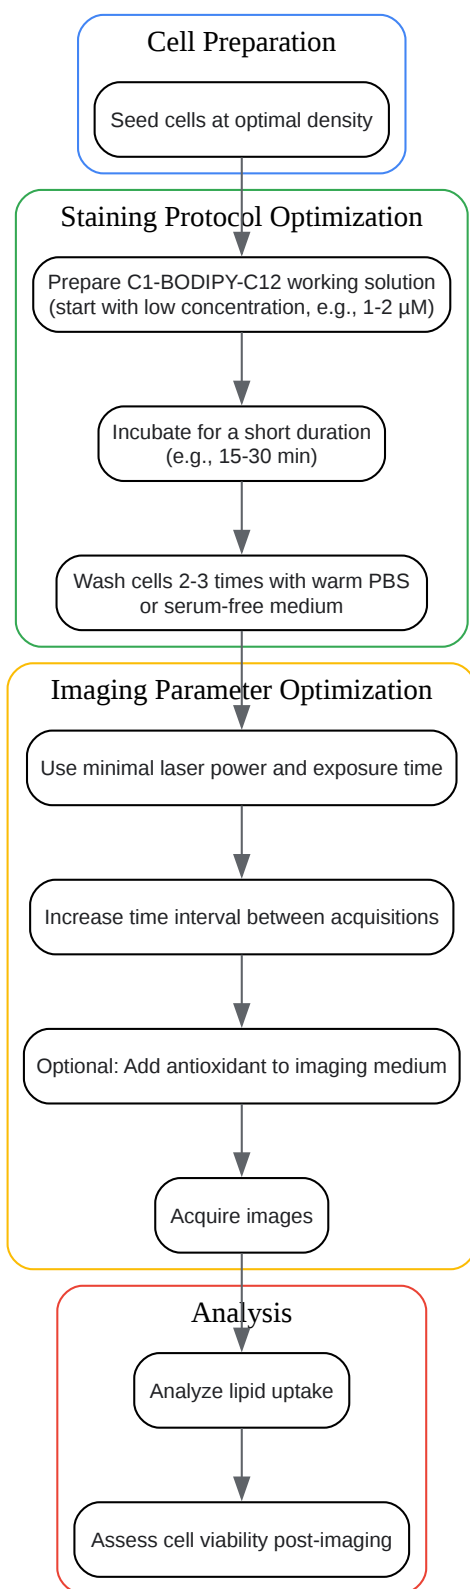 Cell Preparation
Seed cells at optimal density
Staining Protocol Optimization
Prepare C1-BODIPY-C12 working solution
(start with low concentration, e.g., 1-2 µM)
Incubate for a short duration
(e.g., 15-30 min)
Wash cells 2-3 times with warm PBS
or serum-free medium
Imaging Parameter Optimization
Use minimal laser power and exposure time
Increase time interval between acquisitions
Optional: Add antioxidant to imaging medium
Acquire images
Analysis
Analyze lipid uptake
Assess cell viability post-imaging